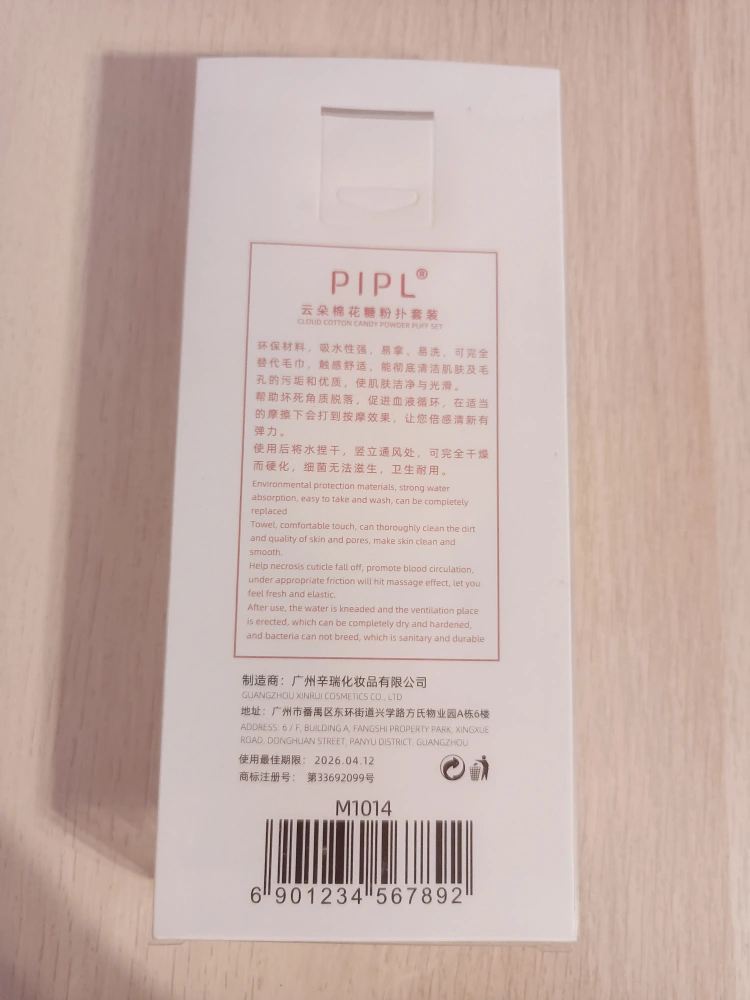 PIPL®
云朵棉花糖粉扑套装
CLOUD COTTON CANDY POWDER PUFF SET
环保材料，吸水性强，易拿、易洗，可完全
替代毛巾，触感舒适，能彻底清洁肌肤及毛
孔的污垢和优质，使肌肤洁净与光滑。
帮助坏死角质脱落，促进血液循环，在适当
的摩擦下会打到按摩效果，让您倍感清新有
弹力。
使用后将水捏干，竖立通风处，可完全干燥
而硬化，细菌无法滋生，卫生耐用。
Environmental protection materials, strong water
absorption, easy to take and wash, can be completely
replaced
Towel, comfortable touch, can thoroughly clean the dirt
and quality of skin and pores, make skin clean and
smooth.
Help necrosis cuticle fall off, promote blood circulation,
under appropriate friction will hit massage effect, let you
feel fresh and elastic.
After use, the water is kneaded and the ventilation place
is erected, which can be completely dry and hardened,
and bacteria can not breed, which is sanitary and durable
制造商：广州辛瑞化妆品有限公司
GUANGZHOU XINRUI COSMETICS CO., LTD
地址：广州市番禺区东环街道兴学路方氏物业园A栋6楼
ADDRESS: 6 / F, BUILDING A, FANGSHI PROPERTY PARK, XINGXUE
ROAD, DONGHUAN STREET, PANYU DISTRICT, GUANGZHOU
使用最佳期限：2026.04.12
商标注册号：第33692099号
M1014
6 901234 567892